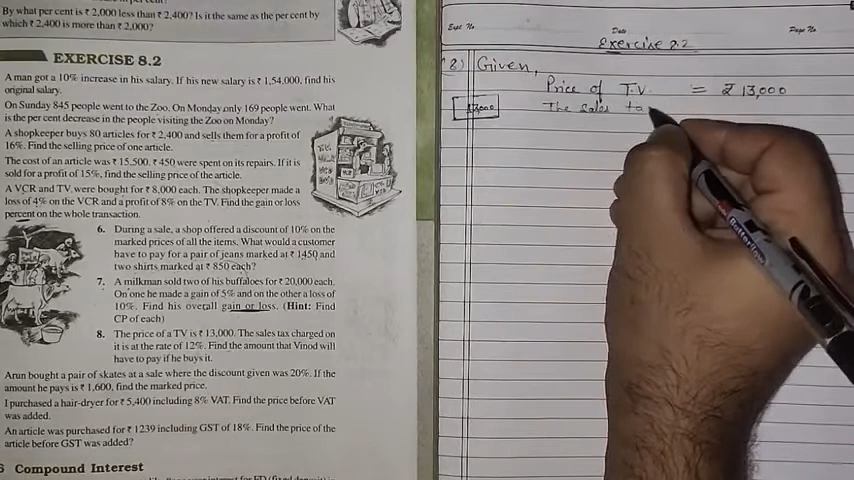 By what per cent is ₹ 2,000 less than ₹ 2,400? Is it the same as the per cent by
which ₹ 2,400 is more than ₹ 2,000?
EXERCISE 8.2
A man got a 10% increase in his salary. If his new salary is ₹ 1,54,000, find his
original salary.
On Sunday 845 people went to the Zoo. On Monday only 169 people went. What
is the per cent decrease in the people visiting the Zoo on Monday?
A shopkeeper buys 80 articles for ₹ 2,400 and sells them for a profit of
16%. Find the selling price of one article.
The cost of an article was ₹ 15,500. ₹ 450 were spent on its repairs. If it is
sold for a profit of 15%, find the selling price of the article.
A VCR and TV were bought for ₹ 8,000 each. The shopkeeper made a
loss of 4% on the VCR and a profit of 8% on the TV. Find the gain or loss
percent on the whole transaction.
6. During a sale, a shop offered a discount of 10% on the
marked prices of all the items. What would a customer
have to pay for a pair of jeans marked at ₹ 1450 and
two shirts marked at ₹ 850 each?
7. A milkman sold two of his buffaloes for ₹ 20,000 each.
On one he made a gain of 5% and on the other a loss of
10%. Find his overall gain or loss. (Hint: Find
CP of each)
8. The price of a TV is ₹ 13,000. The sales tax charged on
it is at the rate of 12%. Find the amount that Vinod will
have to pay if he buys it.
Arun bought a pair of skates at a sale where the discount given was 20%. If the
amount he pays is ₹ 1,600, find the marked price.
I purchased a hair-dryer for ₹ 5,400 including 8% VAT. Find the price before VAT
was added.
An article was purchased for ₹ 1239 including GST of 18%. Find the price of the
article before GST was added?
Compound Interest
Expt. No
Date
Page No
Exercise 8.2
8) Given,
Price of T.V. = ₹ 13,000
13,000
The sales ta
Butterflow